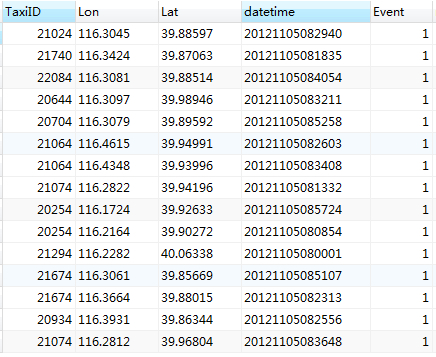 TaxiID Lon Lat datetime Event
21024 116.3045 39.88597 20121105082940 1
21740 116.3424 39.87063 20121105081835 1
22084 116.3081 39.88514 20121105084054 1
20644 116.3097 39.98946 20121105083211 1
20704 116.3079 39.89592 20121105085258 1
21064 116.4615 39.94991 20121105082603 1
21064 116.4348 39.93996 20121105083408 1
21074 116.2822 39.94196 20121105081332 1
20254 116.1724 39.92633 20121105085724 1
20254 116.2164 39.90272 20121105080854 1
21294 116.2282 40.06338 20121105080001 1
21674 116.3061 39.85669 20121105085107 1
21674 116.3664 39.88015 20121105082313 1
20934 116.3931 39.86344 20121105082556 1
21074 116.2812 39.96804 20121105083648 1